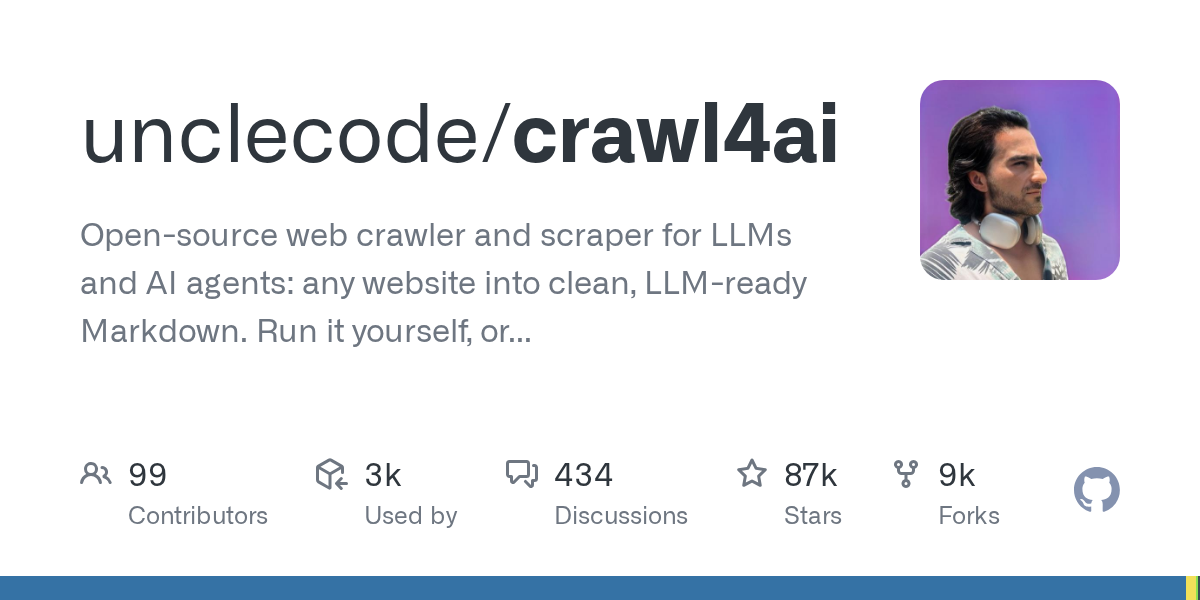 unclecode/crawl4ai
Open-source web crawler and scraper for LLMs
and AI agents: any website into clean, LLM-ready
Markdown. Run it yourself, or...
99 3k 434 87k 9k
Contributors Used by Discussions Stars Forks